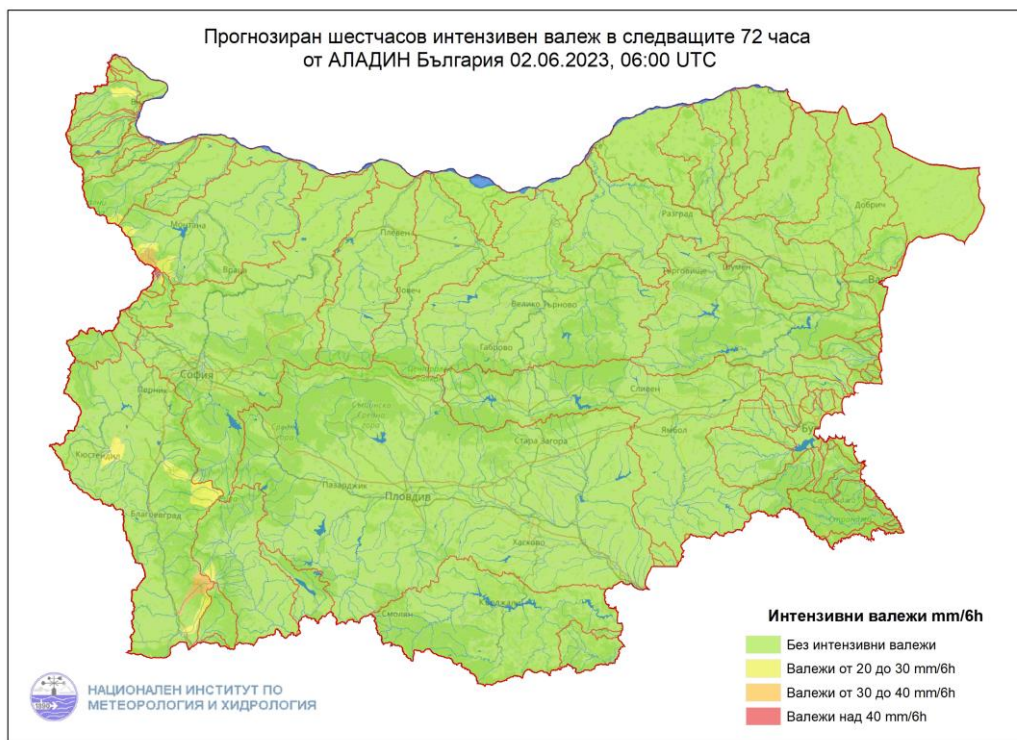 Прогнозиран шестчасов интензивен валеж в следващите 72 часа
от АЛАДИН България 02.06.2023, 06:00 UTC
Монтана
Враца
Плевен
Ловеч
Разград
Добрич
Търговище
Шумен
Велико Търново
Габрово
София
Перник
Сливен
Ямбол
Стара Загора
Кюстендил
Пазарджик
Пловдив
Благоевград
Хасково
Смолян
Интензивни валежи mm/6h
Без интензивни валежи
Валежи от 20 до 30 mm/6h
Валежи от 30 до 40 mm/6h
Валежи над 40 mm/6h
НАЦИОНАЛЕН ИНСТИТУТ ПО
МЕТЕОРОЛОГИЯ И ХИДРОЛОГИЯ